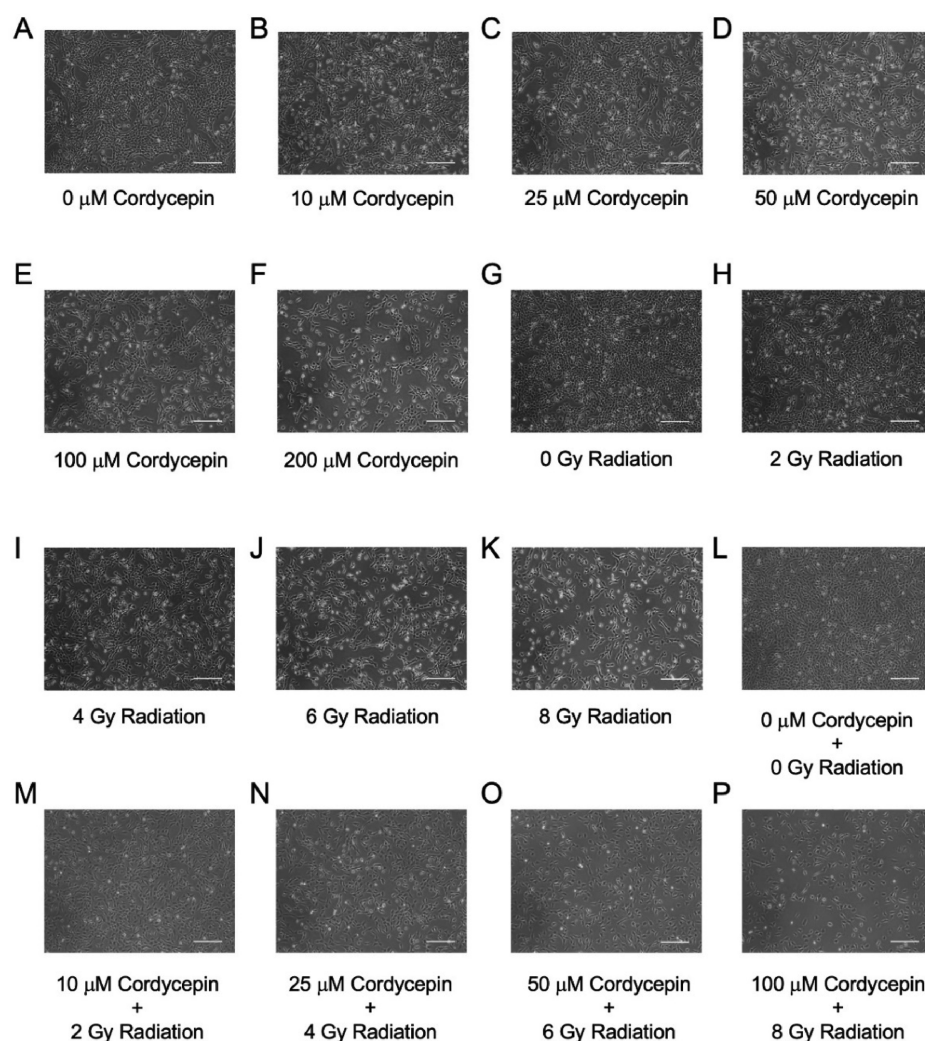 A B C D
0 μM Cordycepin 10 μM Cordycepin 25 μM Cordycepin 50 μM Cordycepin
E F G H
100 μM Cordycepin 200 μM Cordycepin 0 Gy Radiation 2 Gy Radiation
I J K L
4 Gy Radiation 6 Gy Radiation 8 Gy Radiation 0 μM Cordycepin
+
0 Gy Radiation
M N O P
10 μM Cordycepin 25 μM Cordycepin 50 μM Cordycepin 100 μM Cordycepin
+ + + +
2 Gy Radiation 4 Gy Radiation 6 Gy Radiation 8 Gy Radiation